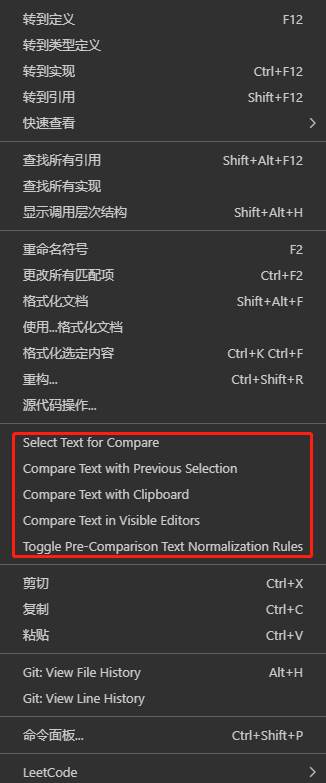 转到定义 F12
转到类型定义
转到实现 Ctrl+F12
转到引用 Shift+F12
快速查看
查找所有引用 Shift+Alt+F12
查找所有实现
显示调用层次结构 Shift+Alt+H
重命名符号 F2
更改所有匹配项 Ctrl+F2
格式化文档 Shift+Alt+F
使用...格式化文档
格式化选定内容 Ctrl+K Ctrl+F
重构... Ctrl+Shift+R
源代码操作...
Select Text for Compare
Compare Text with Previous Selection
Compare Text with Clipboard
Compare Text in Visible Editors
Toggle Pre-Comparison Text Normalization Rules
剪切 Ctrl+X
复制 Ctrl+C
粘贴 Ctrl+V
Git: View File History Alt+H
Git: View Line History
命令面板... Ctrl+Shift+P
LeetCode